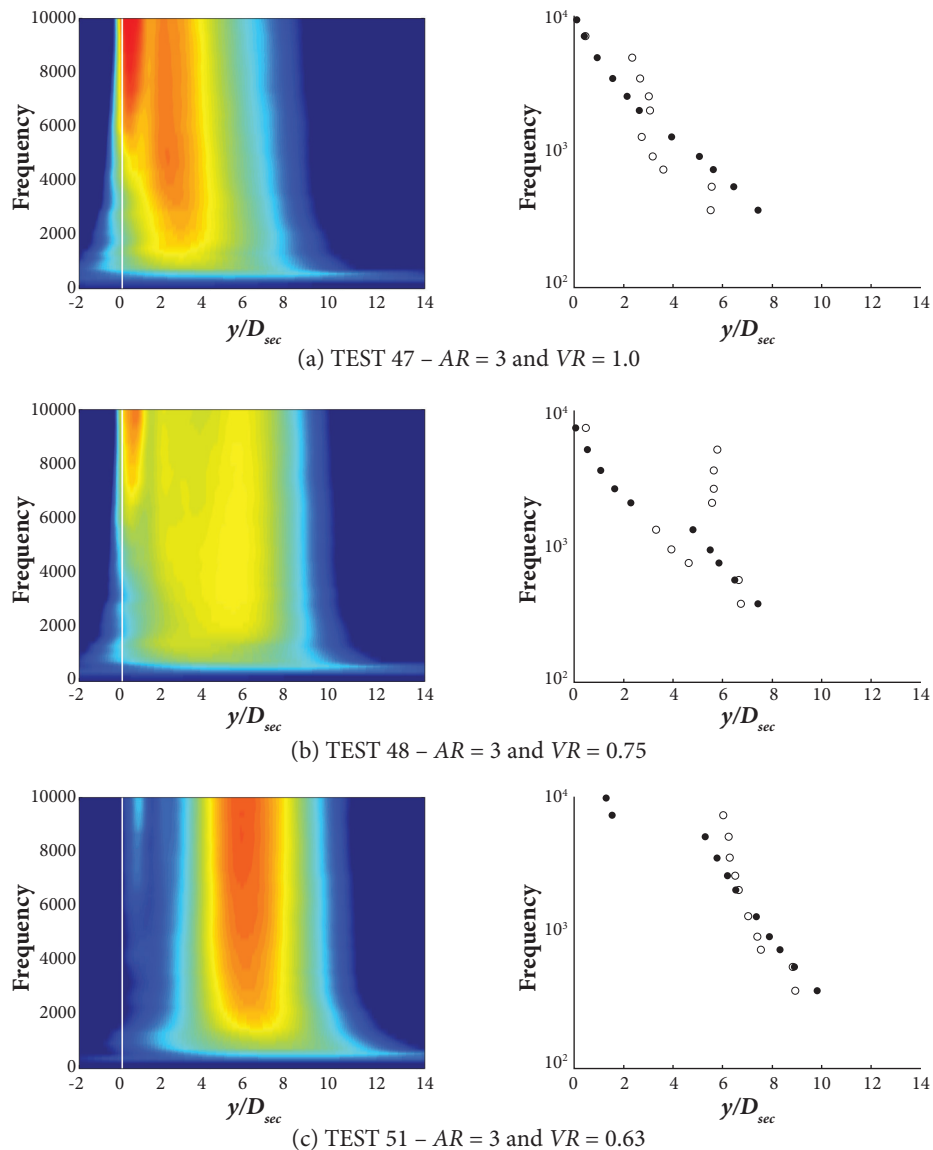 10000
8000
6000
4000
2000
0
Frequency
-2 0 2 4 6 8 10 12 14
y/Dsec
10⁴
10³
10²
Frequency
0 2 4 6 8 10 12 14
y/Dsec
(a) TEST 47 – AR = 3 and VR = 1.0
10000
8000
6000
4000
2000
0
Frequency
-2 0 2 4 6 8 10 12 14
y/Dsec
10⁴
10³
10²
Frequency
0 2 4 6 8 10 12 14
y/Dsec
(b) TEST 48 – AR = 3 and VR = 0.75
10000
8000
6000
4000
2000
0
Frequency
-2 0 2 4 6 8 10 12 14
y/Dsec
10⁴
10³
10²
Frequency
0 2 4 6 8 10 12 14
y/Dsec
(c) TEST 51 – AR = 3 and VR = 0.63